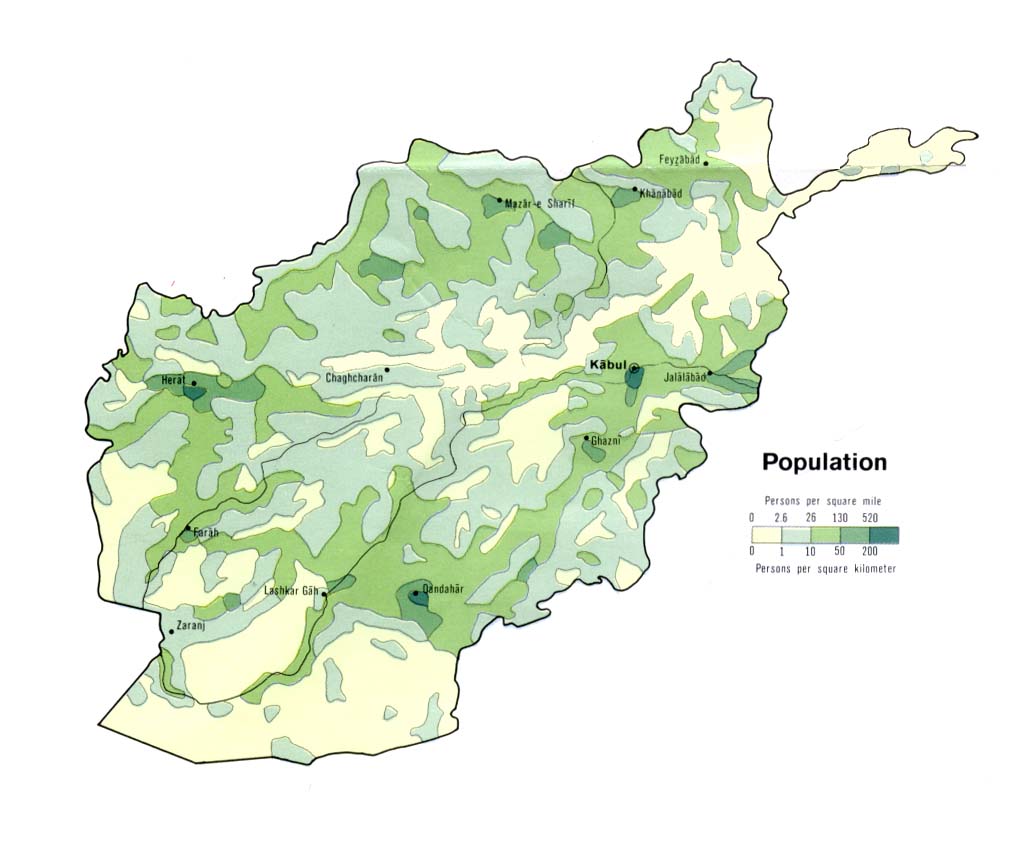 Feyẓābād
Khānābād
Mazār-e Sharīf
Kābul
Jalālābād
Chaghcharān
Herāt
Ghaznī
Farāh
Lashkar Gāh
Qandahār
Zaranj
Population
Persons per square mile
0 2.6 26 130 520
0 1 10 50 200
Persons per square kilometer